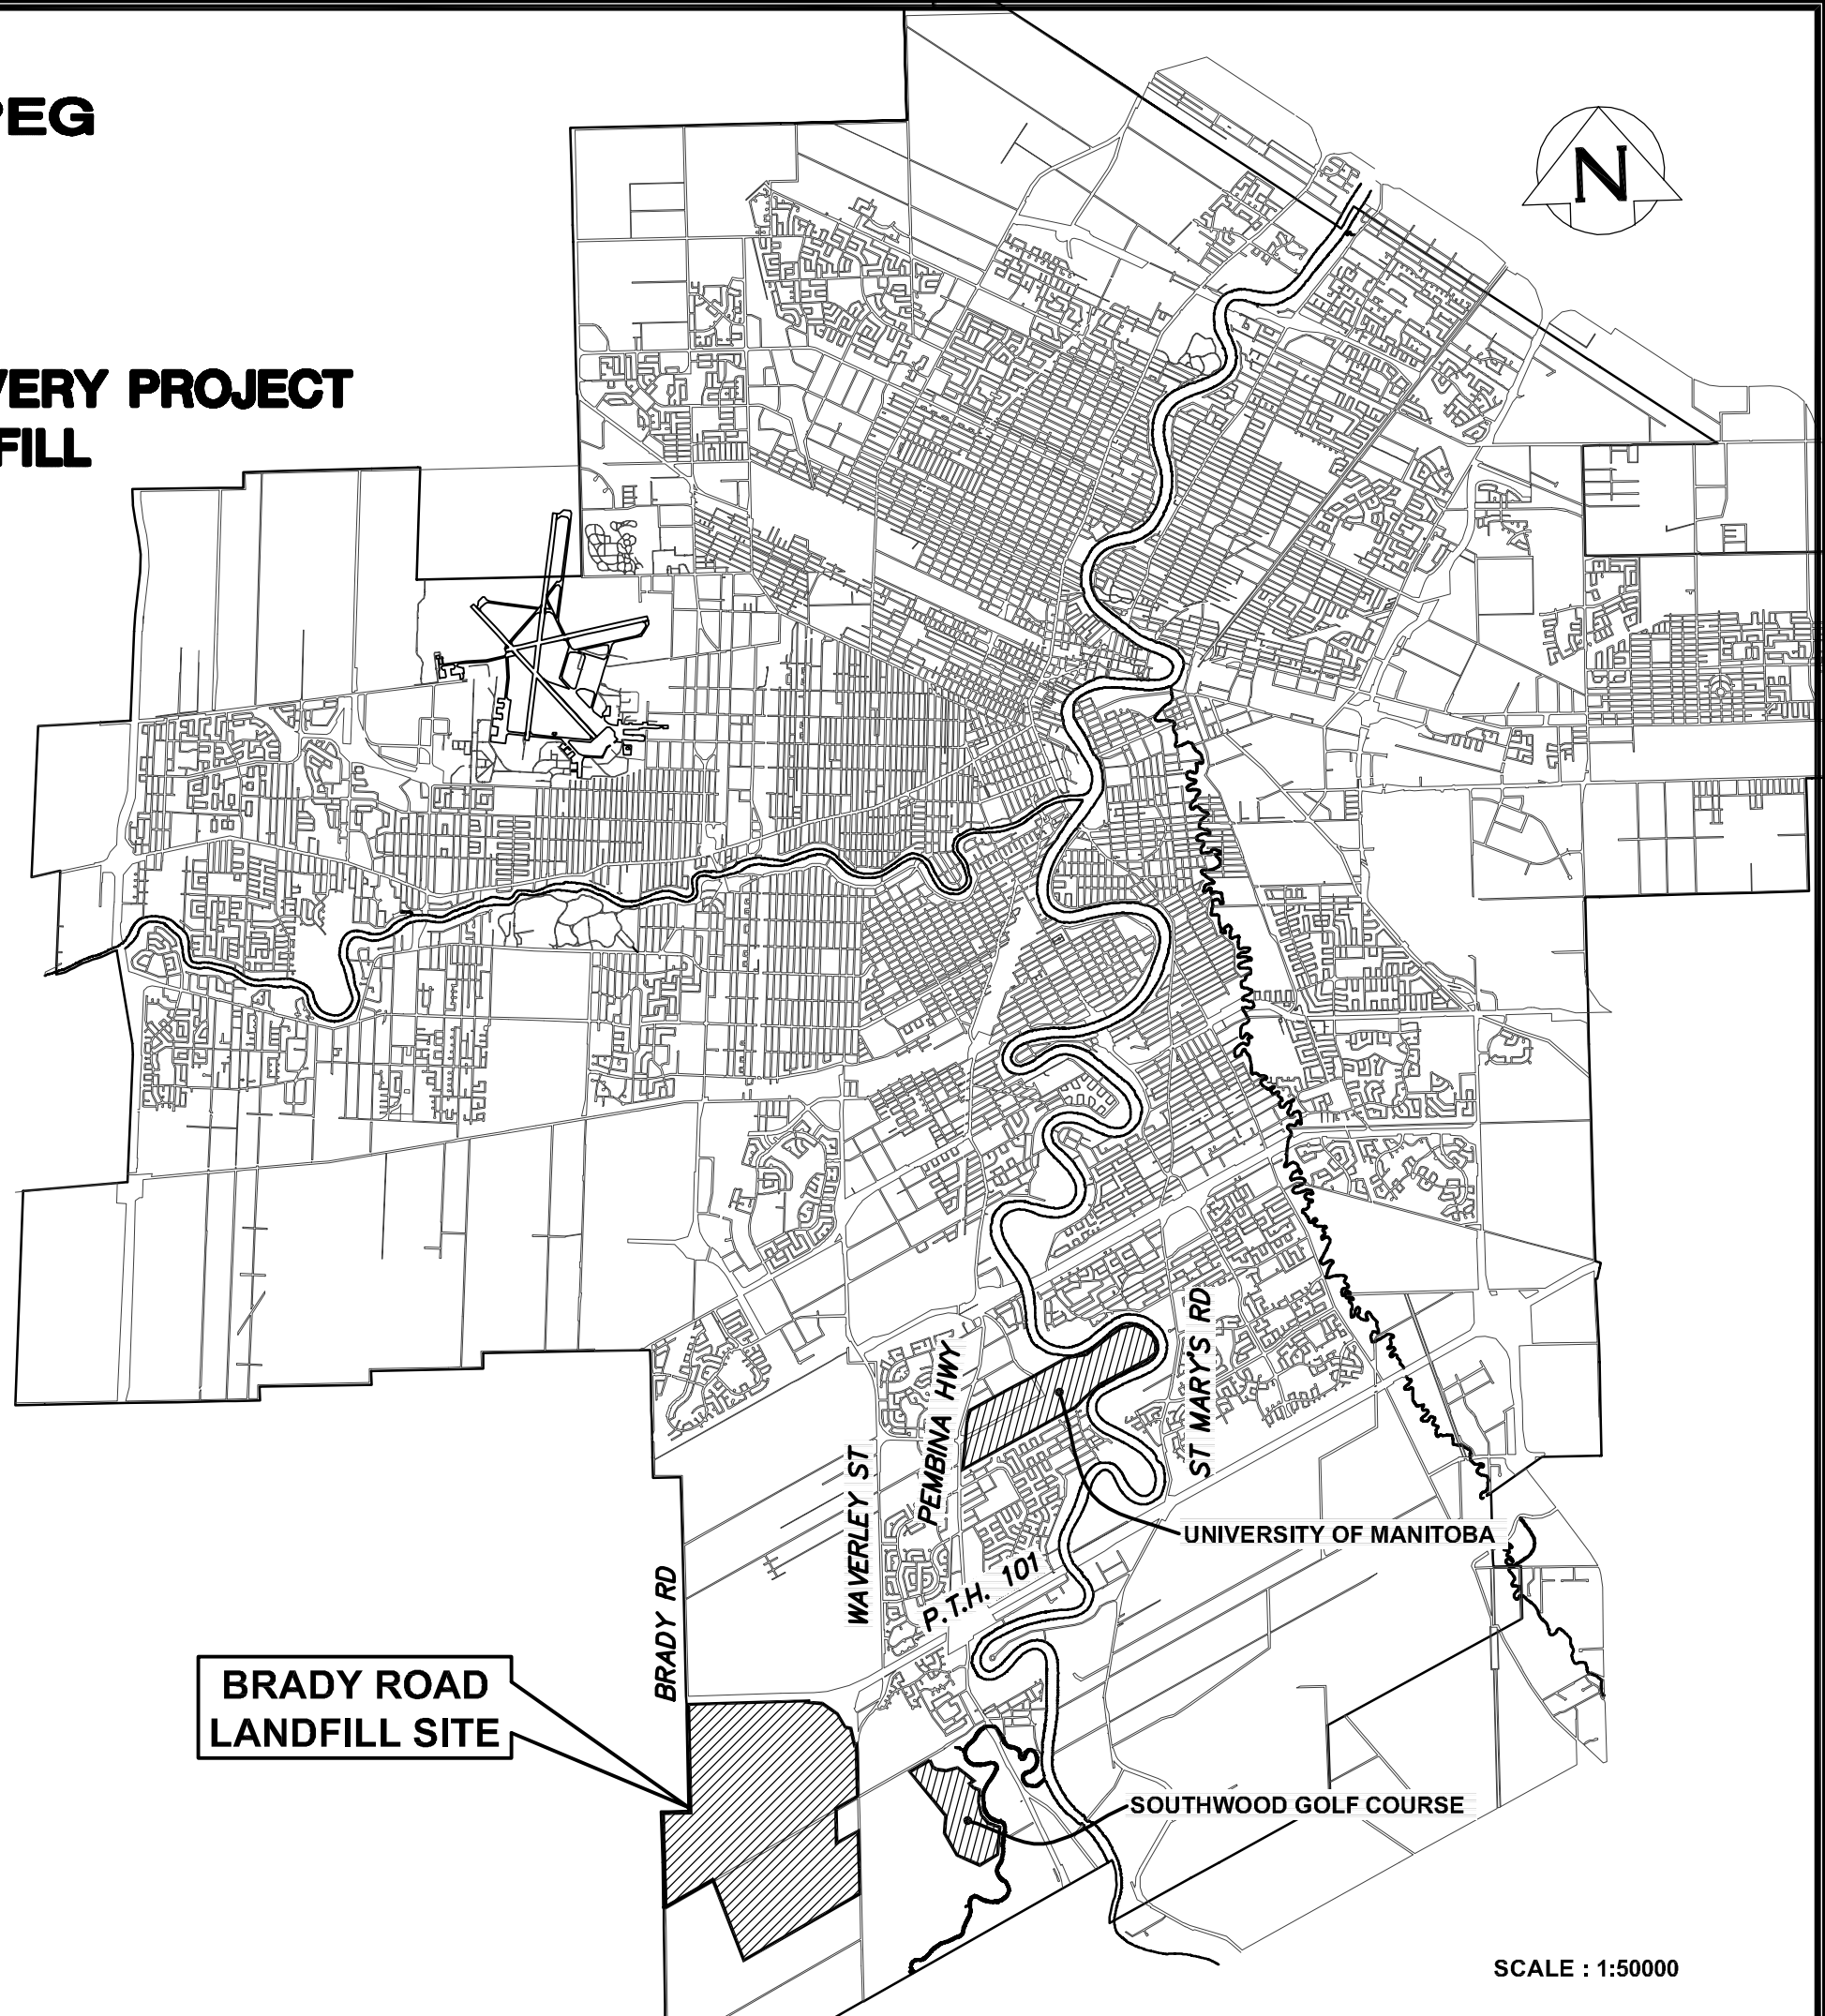 PEG
VERY PROJECT
FILL
N
ST MARY'S RD
PEMBINA HWY
WAVERLEY ST
UNIVERSITY OF MANITOBA
P.T.H. 101
BRADY RD
BRADY ROAD
LANDFILL SITE
SOUTHWOOD GOLF COURSE
SCALE : 1:50000